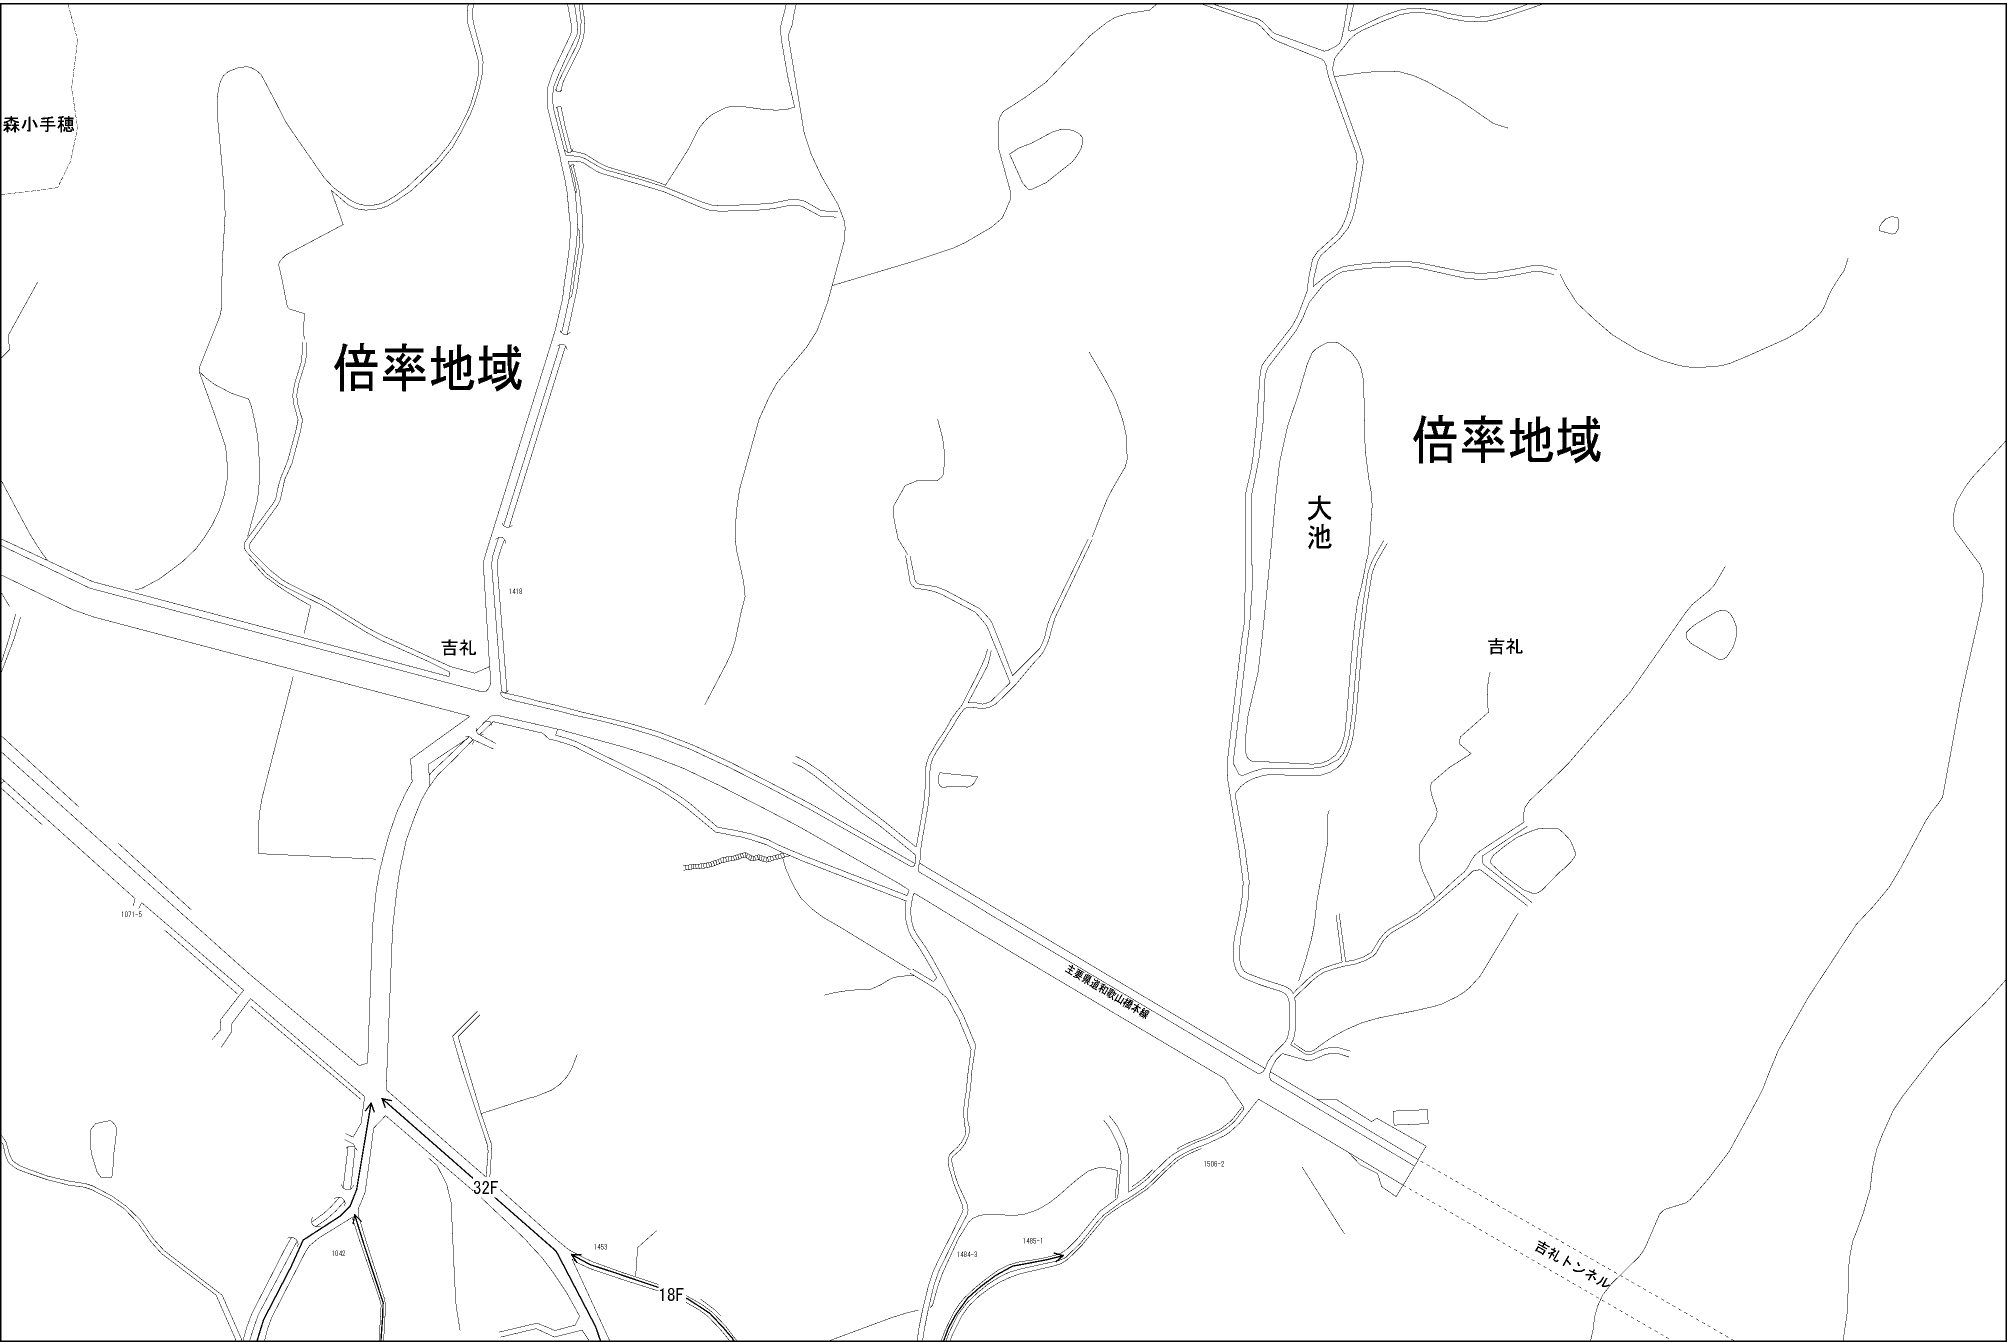 森小手穂
倍率地域
倍率地域
大池
1418
吉礼
吉礼
1071-5
主要県道和歌山橋本線
1506-2
32F
1042
1453
1484-3
1485-1
18F
吉礼トンネル